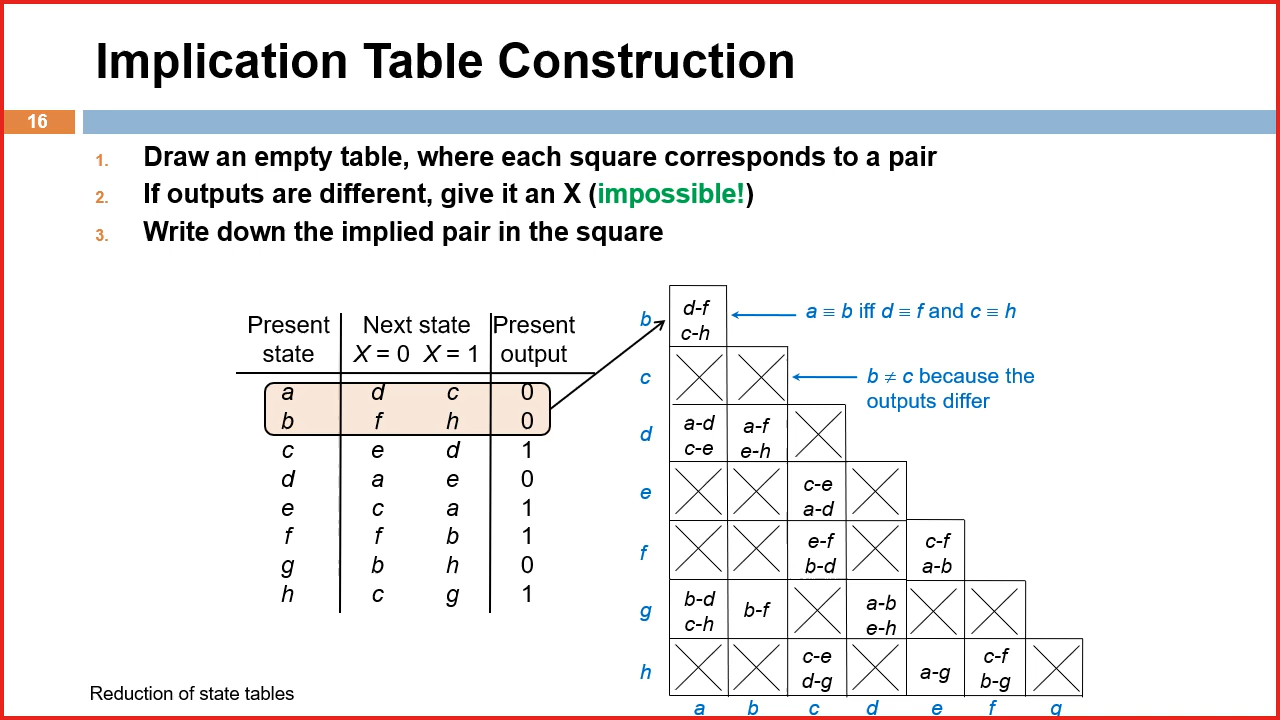 Implication Table Construction
16
1. Draw an empty table, where each square corresponds to a pair
2. If outputs are different, give it an X (impossible!)
3. Write down the implied pair in the square
Present Next state Present
state X = 0 X = 1 output
a d c 0
b f h 0
c e d 1
d a e 0
e c a 1
f f b 1
g b h 0
h c g 1
b d-f
c-h
a ≡ b iff d ≡ f and c ≡ h
c
b ≠ c because the
outputs differ
d a-d a-f
c-e e-h
e c-e
a-d
f e-f c-f
b-d a-b
g b-d b-f a-b
c-h e-h
h c-e a-g c-f
d-g b-g
a b c d e f g
Reduction of state tables